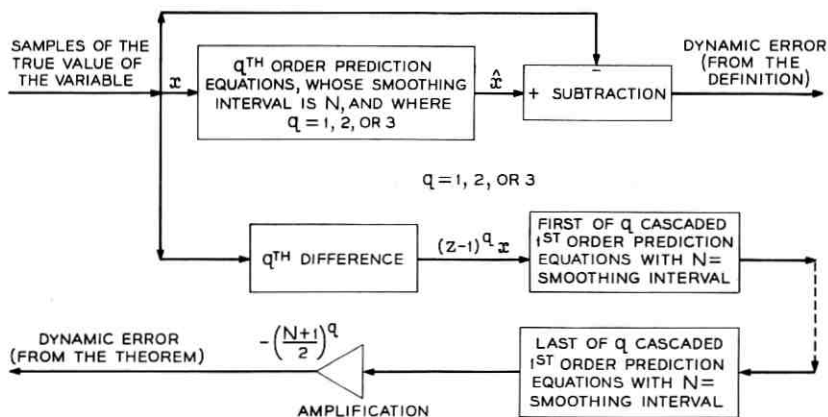 SAMPLES OF THE
TRUE VALUE OF
THE VARIABLE
x
qTH ORDER PREDICTION
EQUATIONS, WHOSE SMOOTHING
INTERVAL IS N, AND WHERE
q = 1, 2, OR 3
x̂
−
+ SUBTRACTION
DYNAMIC ERROR
(FROM THE
DEFINITION)
q = 1, 2, OR 3
qTH DIFFERENCE
(Z-1)^q x
FIRST OF q CASCADED
1ST ORDER PREDICTION
EQUATIONS WITH N=
SMOOTHING INTERVAL
LAST OF q CASCADED
1ST ORDER PREDICTION
EQUATIONS WITH N=
SMOOTHING INTERVAL
-((N+1)/2)^q
AMPLIFICATION
DYNAMIC ERROR
(FROM THE THEOREM)